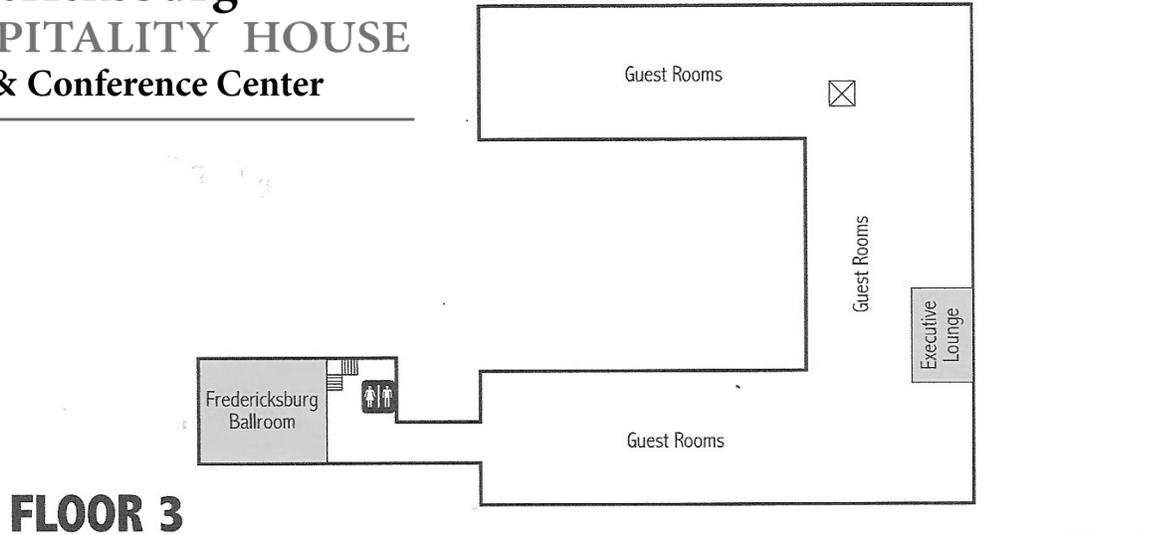 PITALITY HOUSE
& Conference Center
Guest Rooms
Guest Rooms
Executive
Lounge
Fredericksburg
Ballroom
Guest Rooms
FLOOR 3